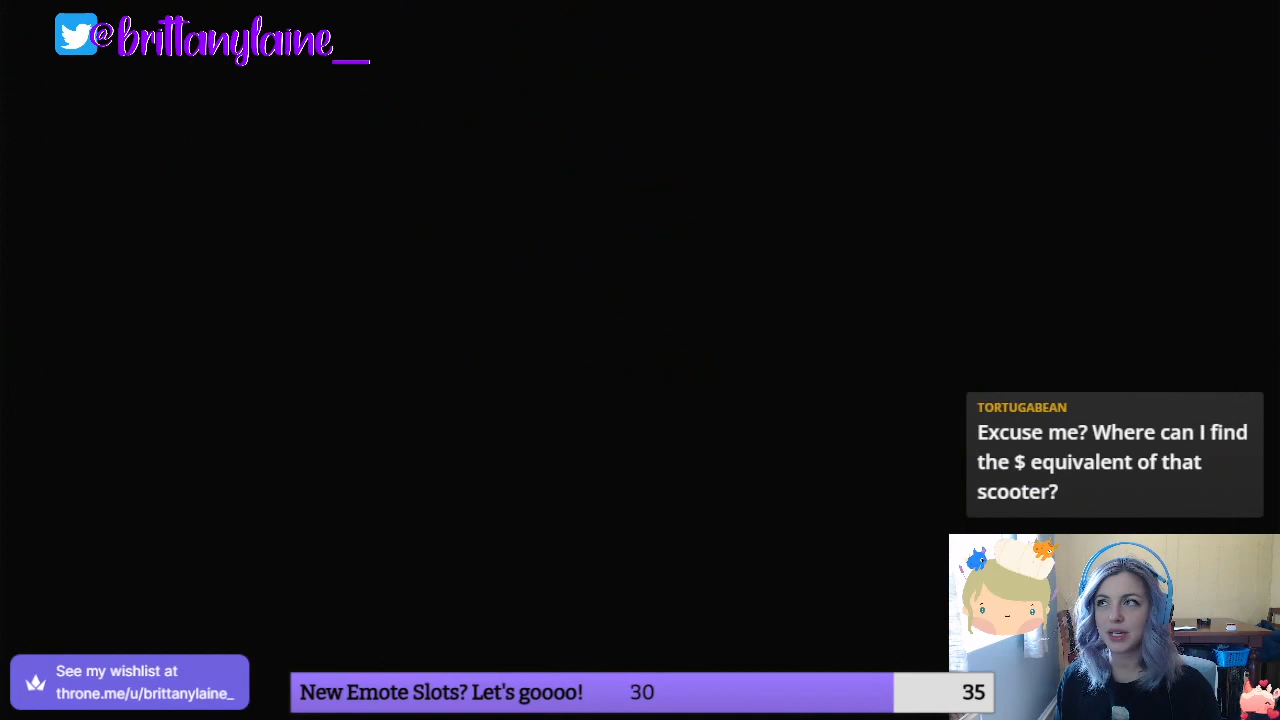 @brittanylaine__
TORTUGABEAN
Excuse me? Where can I find
the $ equivalent of that
scooter?
See my wishlist at
throne.me/u/brittanylaine_
New Emote Slots? Let's goooo! 30 35